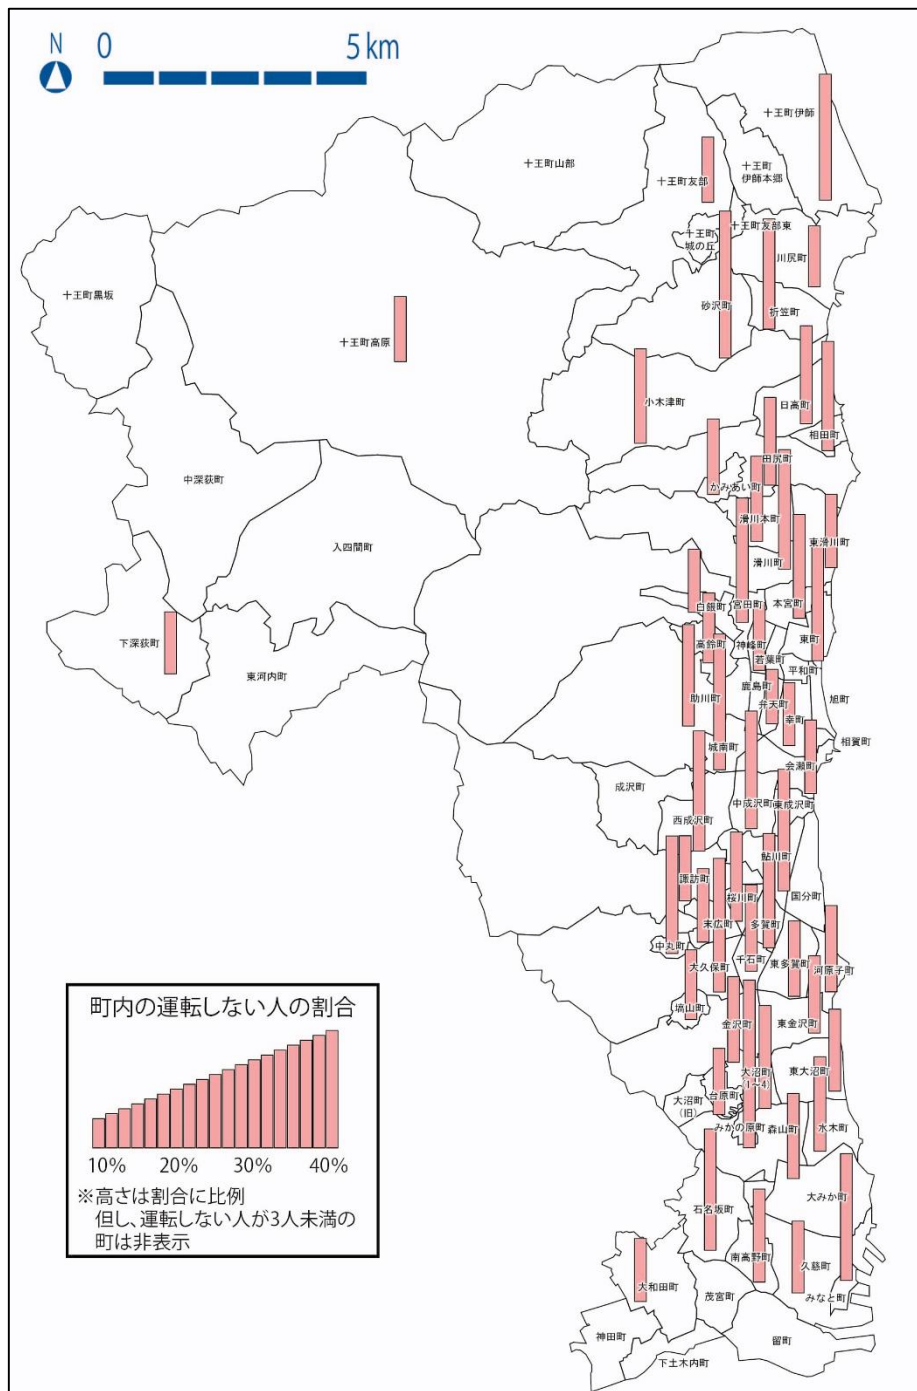 N
0
5 km
十王町伊師
十王町山部
十王町友部
十王町
伊師本郷
十王町友部東
十王町
城の丘
川尻町
十王町黒坂
砂沢町
折笠町
十王町高原
小木津町
日高町
相田町
田尻町
中深荻町
かみあい町
滑川本町
入四間町
東滑川町
滑川町
白銀町
宮田町
本宮町
下深荻町
高鈴町
神峰町
東町
若葉町
東河内町
平和町
鹿島町
助川町
弁天町
旭町
幸町
城南町
相賀町
会瀬町
成沢町
中成沢町
東成沢町
西成沢町
鮎川町
諏訪町
桜川町
国分町
末広町
多賀町
中丸町
千石町
大久保町
東多賀町
河原子町
塙山町
金沢町
東金沢町
大沼町
(1～4)
東大沼町
台原町
大沼町
(旧)
みかの原町
森山町
水木町
大みか町
石名坂町
南高野町
久慈町
大和田町
茂宮町
みなと町
神田町
留町
下土木内町
町内の運転しない人の割合
10%
20%
30%
40%
※高さは割合に比例
但し、運転しない人が3人未満の
町は非表示